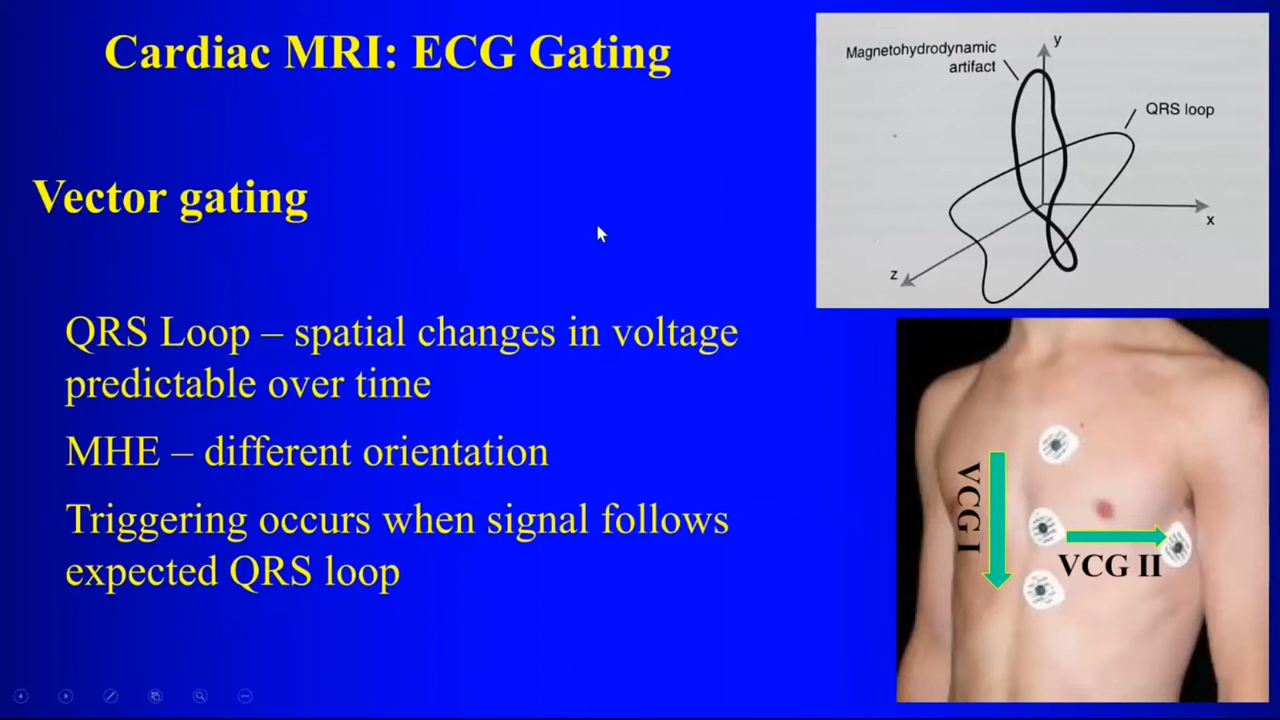 Cardiac MRI: ECG Gating
Vector gating
QRS Loop – spatial changes in voltage
predictable over time
MHE – different orientation
Triggering occurs when signal follows
expected QRS loop
Magnetohydrodynamic
artifact
y
QRS loop
x
z
VCG I
VCG II